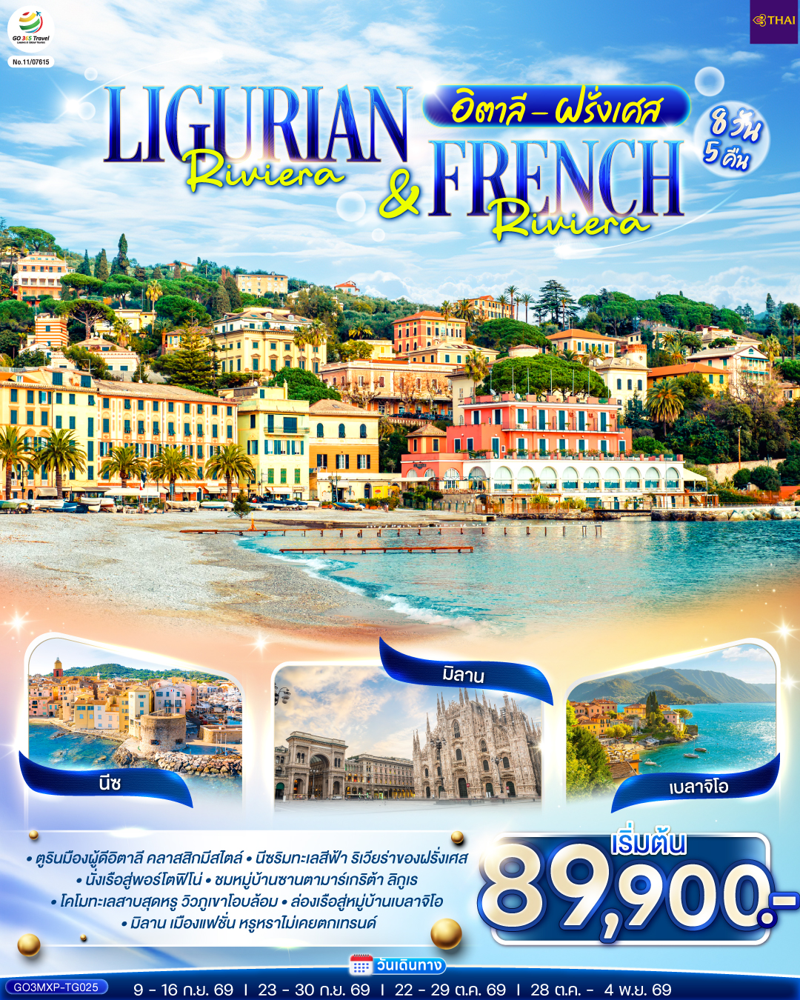 GO 365 Travel
Leaders in Global Tourism
No.11/07615
THAI
LIGURIAN
Riviera
&
อิตาลี – ฝรั่งเศส
FRENCH
Riviera
8 วัน
5 คืน
นีซ
มิลาน
เบลาจิโอ
• ตูรินมืองผู้ดีอิตาลี คลาสสิกมีสไตล์ • นีซริมทะเลสีฟ้า ริเวียร่าของฝรั่งเศส
• นั่งเรือสู่พอร์โตฟิโน่ • ชมหมู่บ้านซานตามาร์เกริต้า ลิกูเร
• โคโมทะเลสาบสุดหรู วิวภูเขาโอบล้อม • ล่องเรือสู่หมู่บ้านเบลาจิโอ
• มิลาน เมืองแฟชั่น หรูหราไม่เคยตกเทรนด์
เริ่มต้น
89,900.-
วันเดินทาง
GO3MXP-TG025
9 - 16 ก.ย. 69 | 23 - 30 ก.ย. 69 | 22 - 29 ต.ค. 69 | 28 ต.ค. - 4 พ.ย. 69